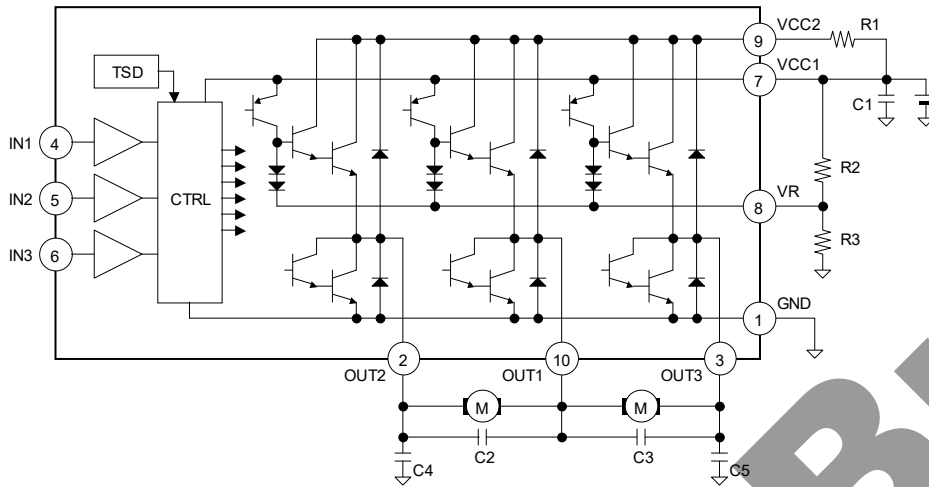 VCC2
R1
9
VCC1
7
TSD
C1
IN1
4
R2
IN2
5
CTRL
VR
8
IN3
6
R3
GND
1
2
10
3
OUT2
OUT1
OUT3
M
M
C4
C2
C3
C5